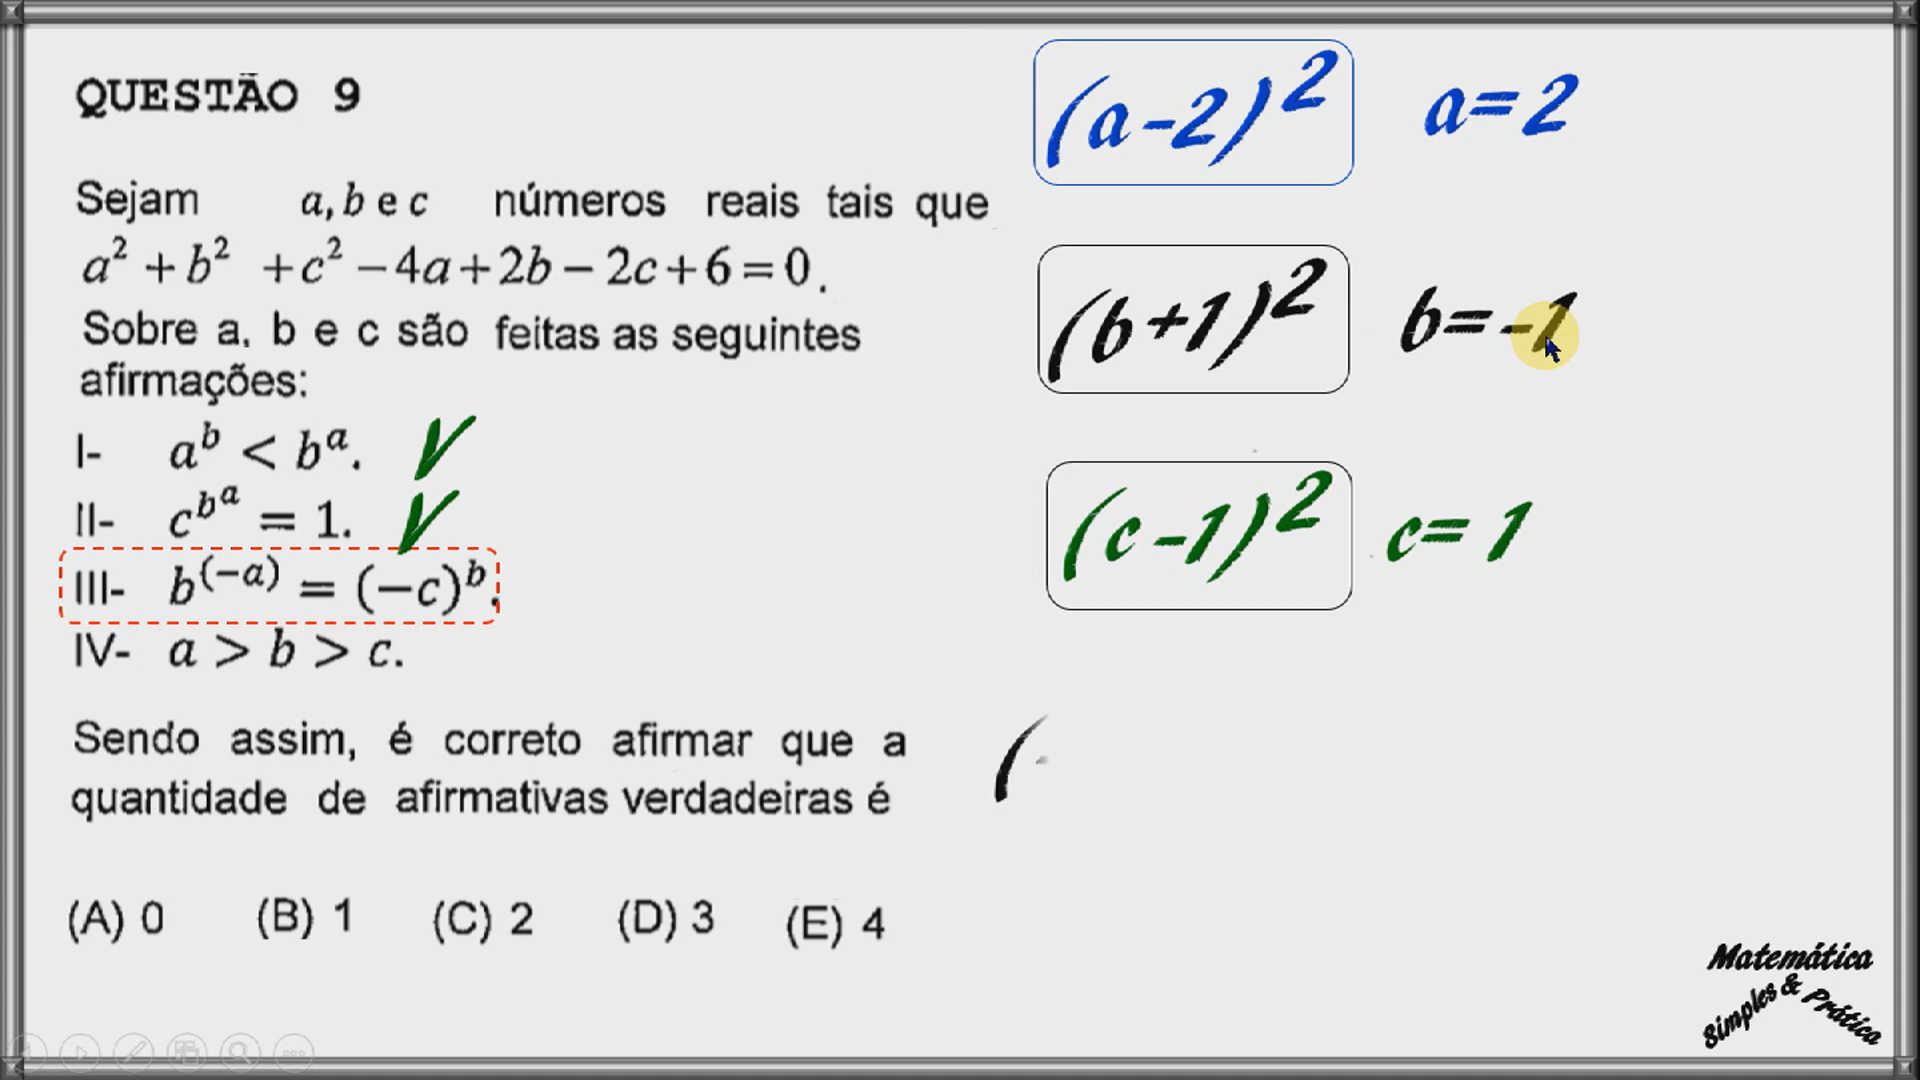 QUESTÃO 9
Sejam a, b e c números reais tais que
a² + b² + c² − 4a + 2b − 2c + 6 = 0.
Sobre a, b e c são feitas as seguintes
afirmações:
I- a^b < b^a. V
II- c^{b^a} = 1. V
III- b^{(−a)} = (−c)^b.
IV- a > b > c.
Sendo assim, é correto afirmar que a
quantidade de afirmativas verdadeiras é
(A) 0 (B) 1 (C) 2 (D) 3 (E) 4
(a-2)² a=2
(b+1)² b=-1
(c-1)² c=1
(-
Matemática
Simples & Prática